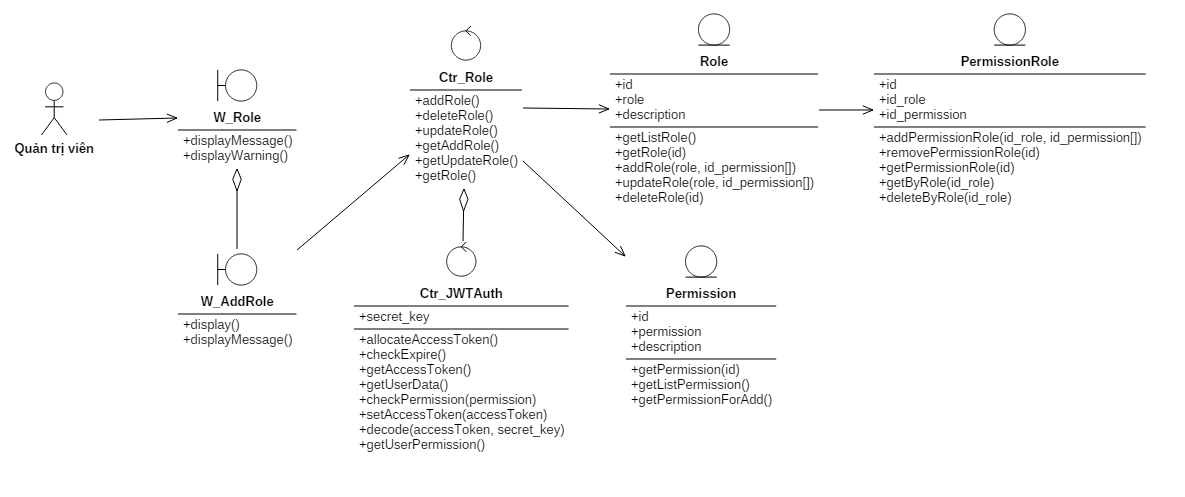 Quản trị viên
W_Role
+displayMessage()
+displayWarning()
W_AddRole
+display()
+displayMessage()
Ctr_Role
+addRole()
+deleteRole()
+updateRole()
+getAddRole()
+getUpdateRole()
+getRole()
Ctr_JWTAuth
+secret_key
+allocateAccessToken()
+checkExpire()
+getAccessToken()
+getUserData()
+checkPermission(permission)
+setAccessToken(accessToken)
+decode(accessToken, secret_key)
+getUserPermission()
Role
+id
+role
+description
+getListRole()
+getRole(id)
+addRole(role, id_permission[])
+updateRole(role, id_permission[])
+deleteRole(id)
Permission
+id
+permission
+description
+getPermission(id)
+getListPermission()
+getPermissionForAdd()
PermissionRole
+id
+id_role
+id_permission
+addPermissionRole(id_role, id_permission[])
+removePermissionRole(id)
+getPermissionRole(id)
+getByRole(id_role)
+deleteByRole(id_role)